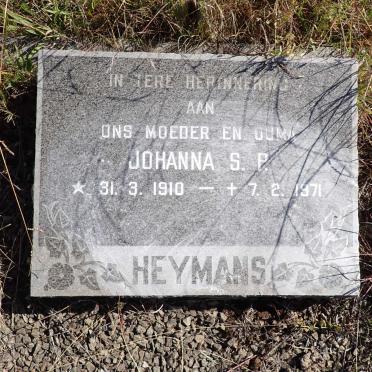 IN TERE HERINNERING
AAN
ONS MOEDER EN OUMA
JOHANNA S. P.
☆ 31. 3. 1910 — + 7. 2. 1971
HEYMANS